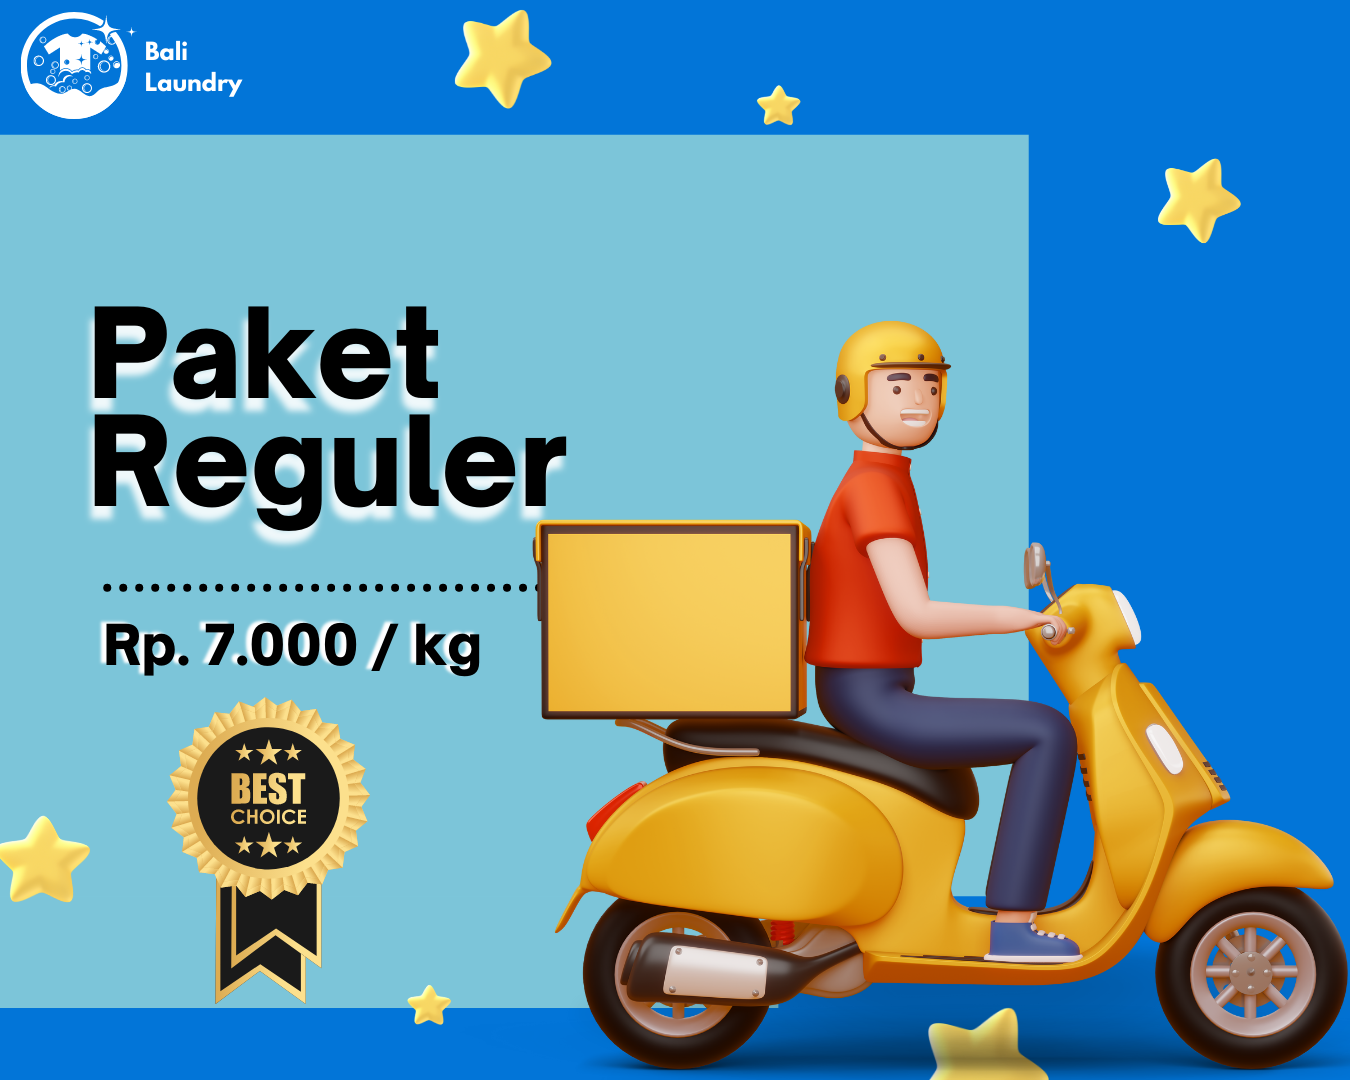 Bali
Laundry
Paket
Reguler
Rp. 7.000 / kg
BEST
CHOICE